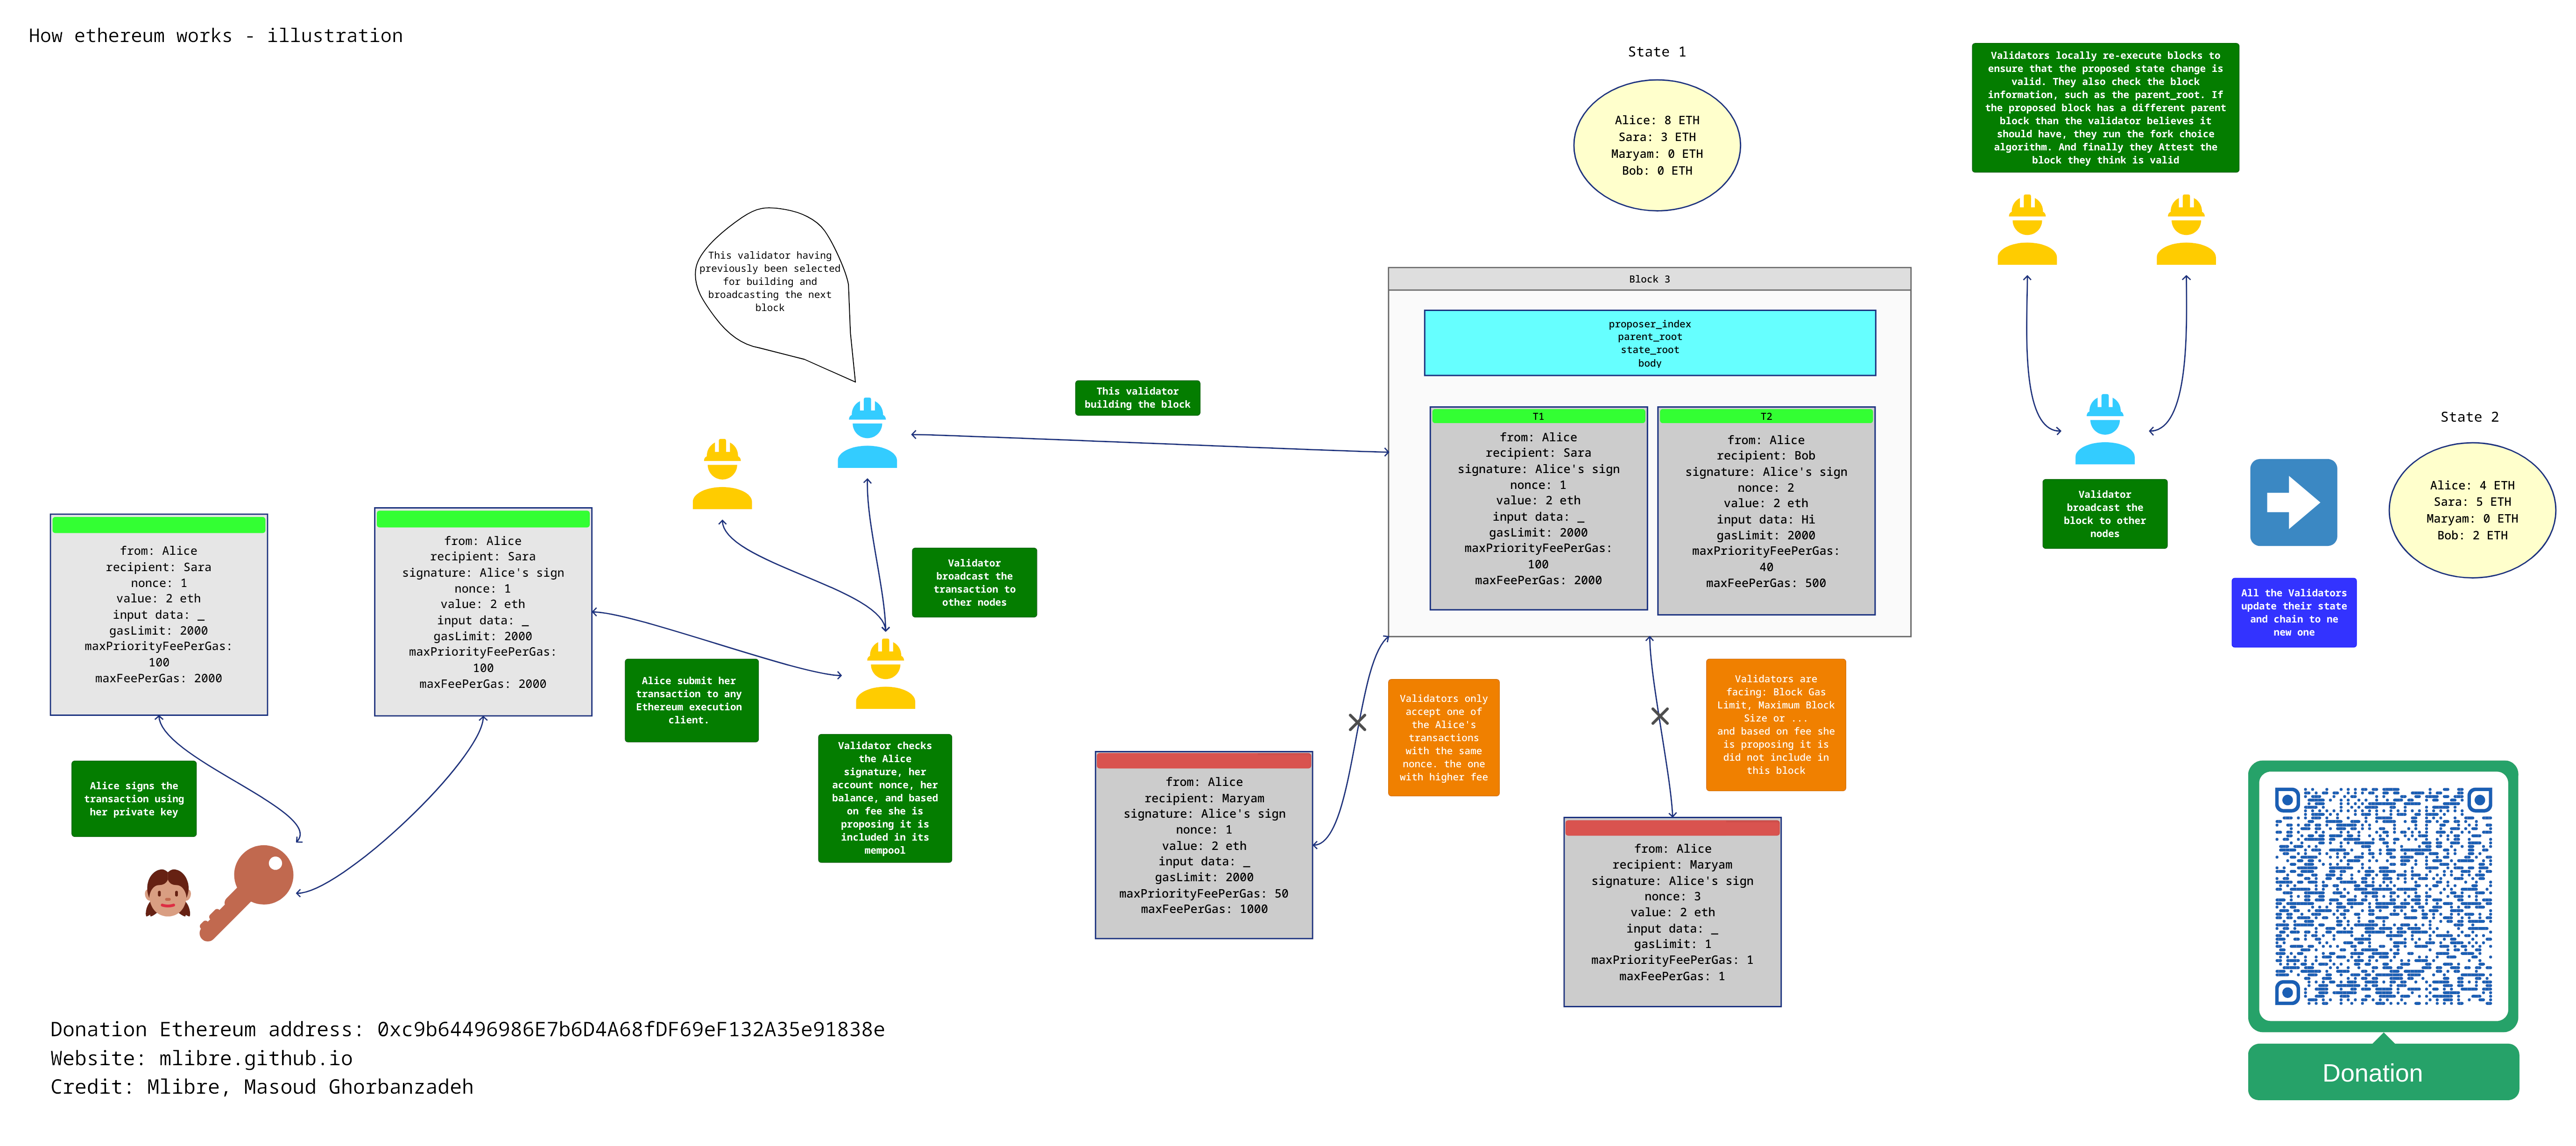 How ethereum works - illustration
from: Alice
recipient: Sara
nonce: 1
value: 2 eth
input data: _
gasLimit: 2000
maxPriorityFeePerGas:
100
maxFeePerGas: 2000
Alice signs the
transaction using
her private key
from: Alice
recipient: Sara
signature: Alice's sign
nonce: 1
value: 2 eth
input data: _
gasLimit: 2000
maxPriorityFeePerGas:
100
maxFeePerGas: 2000
Alice submit her
transaction to any
Ethereum execution
client.
Validator checks
the Alice
signature, her
account nonce, her
balance, and based
on fee she is
proposing it is
included in its
mempool
Validator
broadcast the
transaction to
other nodes
This validator having
previously been selected
for building and
broadcasting the next
block
This validator
building the block
State 1
Alice: 8 ETH
Sara: 3 ETH
Maryam: 0 ETH
Bob: 0 ETH
Block 3
proposer_index
parent_root
state_root
body
T1
from: Alice
recipient: Sara
signature: Alice's sign
nonce: 1
value: 2 eth
input data: _
gasLimit: 2000
maxPriorityFeePerGas:
100
maxFeePerGas: 2000
T2
from: Alice
recipient: Bob
signature: Alice's sign
nonce: 2
value: 2 eth
input data: Hi
gasLimit: 2000
maxPriorityFeePerGas:
40
maxFeePerGas: 500
Validators only
accept one of
the Alice's
transactions
with the same
nonce. the one
with higher fee
from: Alice
recipient: Maryam
signature: Alice's sign
nonce: 1
value: 2 eth
input data: _
gasLimit: 2000
maxPriorityFeePerGas: 50
maxFeePerGas: 1000
Validators are
facing: Block Gas
Limit, Maximum Block
Size or ...
and based on fee she
is proposing it is
did not include in
this block
from: Alice
recipient: Maryam
signature: Alice's sign
nonce: 3
value: 2 eth
input data: _
gasLimit: 1
maxPriorityFeePerGas: 1
maxFeePerGas: 1
Validators locally re-execute blocks to
ensure that the proposed state change is
valid. They also check the block
information, such as the parent_root. If
the proposed block has a different parent
block than the validator believes it
should have, they run the fork choice
algorithm. And finally they Attest the
block they think is valid
Validator
broadcast the
block to other
nodes
All the Validators
update their state
and chain to ne
new one
State 2
Alice: 4 ETH
Sara: 5 ETH
Maryam: 0 ETH
Bob: 2 ETH
Donation
Donation Ethereum address: 0xc9b64496986E7b6D4A68fDF69eF132A35e91838e
Website: mlibre.github.io
Credit: Mlibre, Masoud Ghorbanzadeh